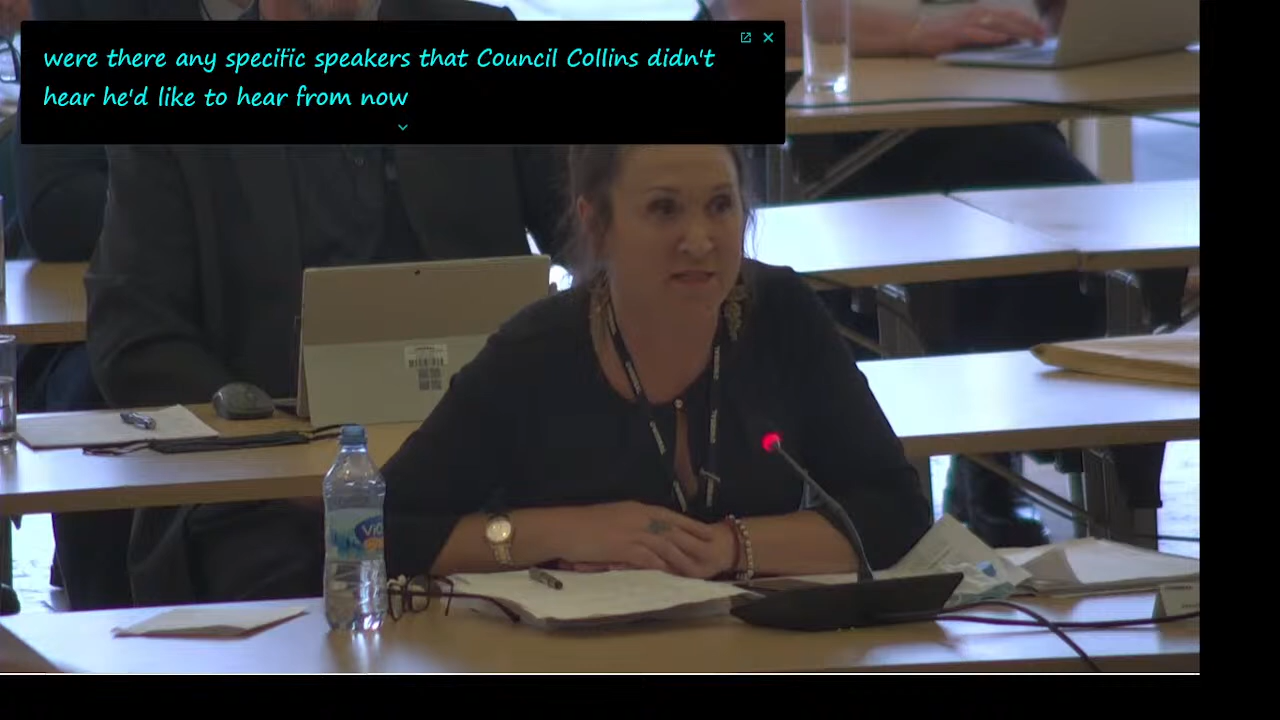 were there any specific speakers that Council Collins didn't
hear he'd like to hear from now